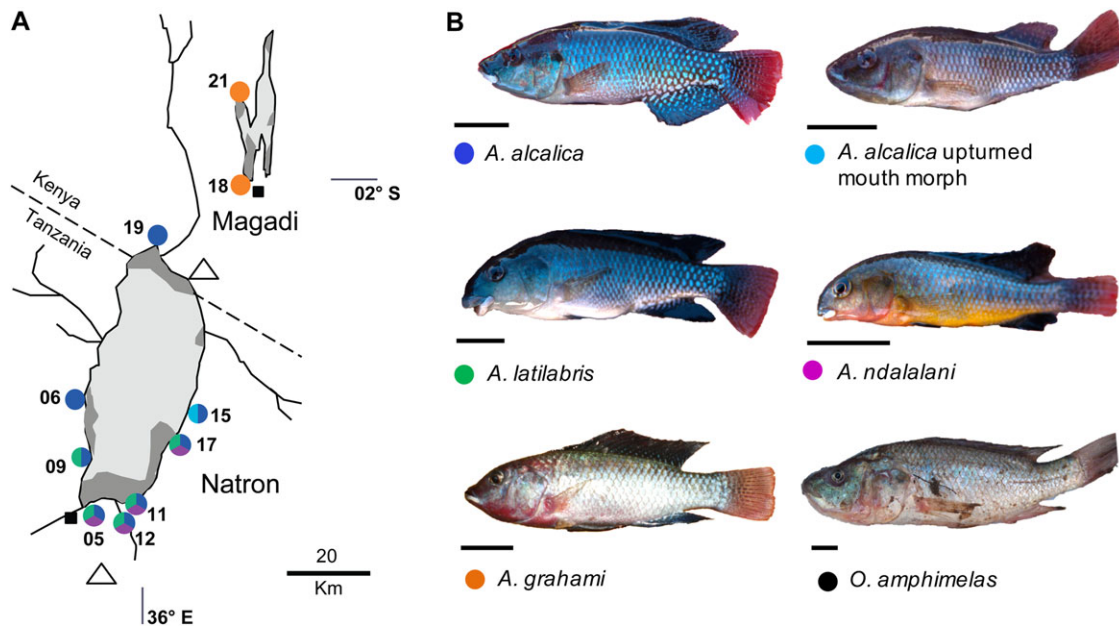 A
21
18
02° S
Magadi
Kenya
Tanzania
19
06
15
17
09
Natron
11
05
12
20
Km
36° E
B
A. alcalica
A. alcalica upturned
mouth morph
A. latilabris
A. ndalalani
A. grahami
O. amphimelas